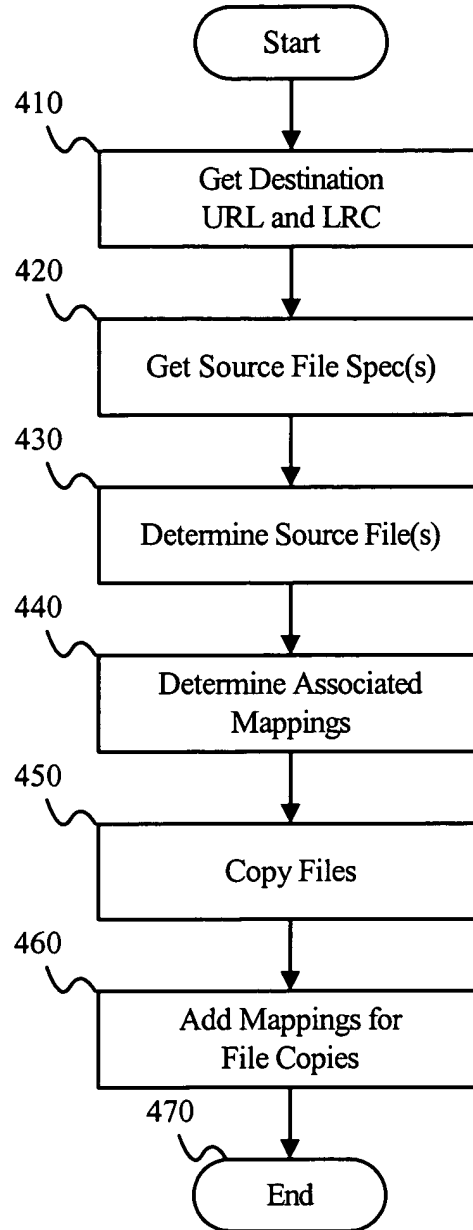 Start
410
Get Destination
URL and LRC
420
Get Source File Spec(s)
430
Determine Source File(s)
440
Determine Associated
Mappings
450
Copy Files
460
Add Mappings for
File Copies
470
End